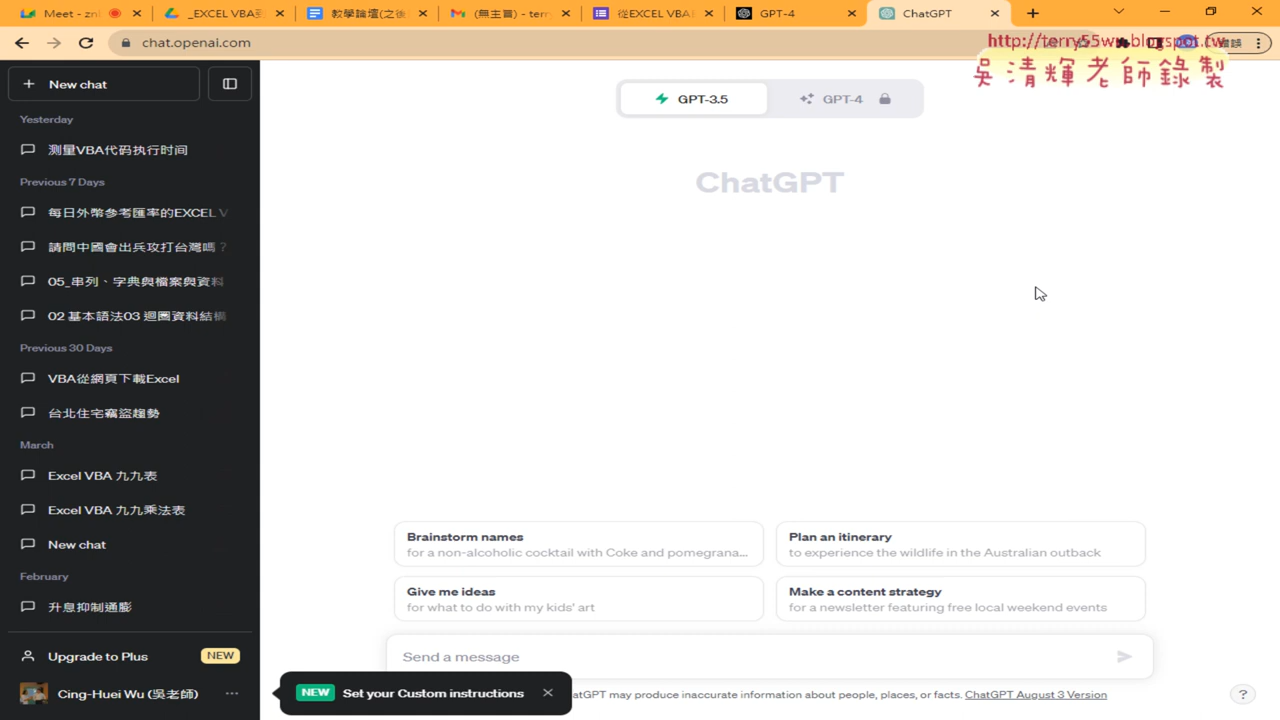 Meet - zn
_EXCEL VBA到
教學論壇(之後
(無主旨) - terr
從EXCEL VBA
GPT-4
ChatGPT
chat.openai.com
http://terry55wu.blogspot.tw
吳清輝老師錄製
New chat
GPT-3.5
GPT-4
Yesterday
测量VBA代码执行时间
Previous 7 Days
每日外幣參考匯率的EXCEL V
請問中國會出兵攻打台灣嗎？
05_串列、字典與檔案與資料
02 基本語法03 迴圈資料結構
Previous 30 Days
VBA從網頁下載Excel
台北住宅竊盜趨勢
March
Excel VBA 九九表
Excel VBA 九九乘法表
New chat
February
升息抑制通膨
Upgrade to Plus
NEW
Cing-Huei Wu (吳老師)
ChatGPT
Brainstorm names
for a non-alcoholic cocktail with Coke and pomegrana...
Plan an itinerary
to experience the wildlife in the Australian outback
Give me ideas
for what to do with my kids' art
Make a content strategy
for a newsletter featuring free local weekend events
Send a message
NEW Set your Custom instructions
atGPT may produce inaccurate information about people, places, or facts. ChatGPT August 3 Version
?